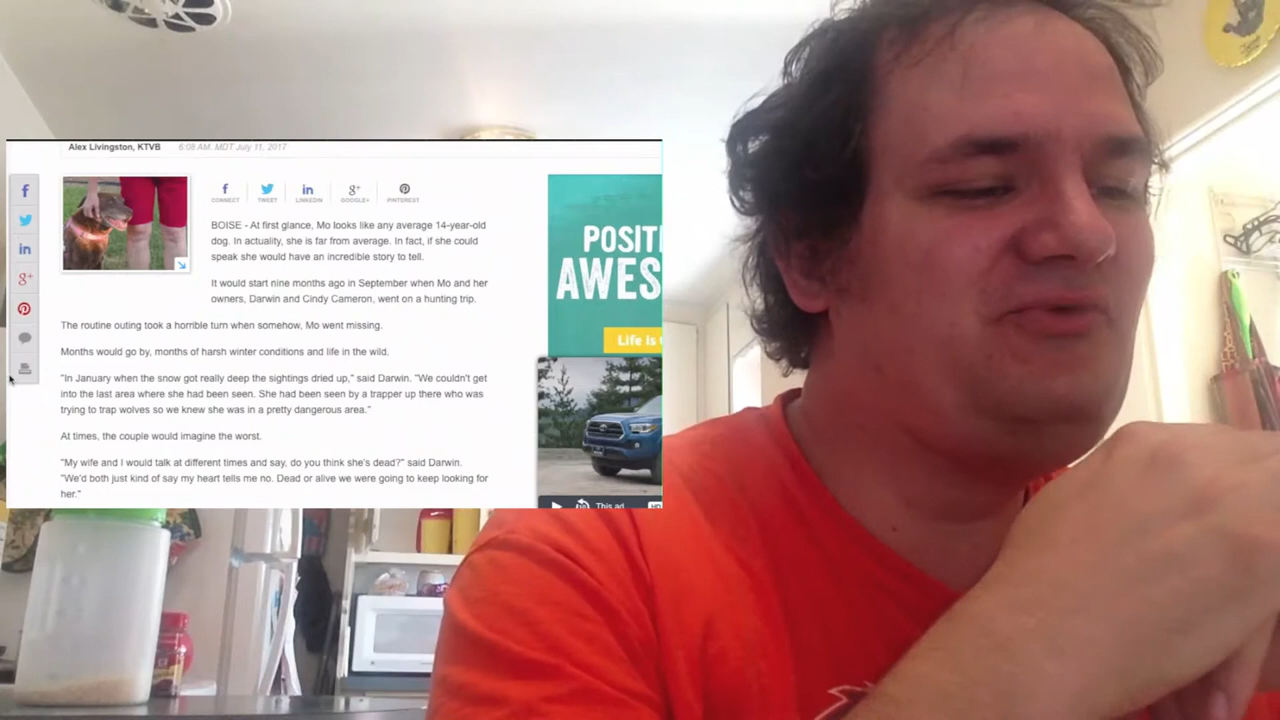 Alex Livingston, KTVB 6:08 AM. MDT July 11, 2017
CONNECT TWEET LINKEDIN GOOGLE+ PINTEREST
BOISE - At first glance, Mo looks like any average 14-year-old
dog. In actuality, she is far from average. In fact, if she could
speak she would have an incredible story to tell.
It would start nine months ago in September when Mo and her
owners, Darwin and Cindy Cameron, went on a hunting trip.
The routine outing took a horrible turn when somehow, Mo went missing.
Months would go by, months of harsh winter conditions and life in the wild.
"In January when the snow got really deep the sightings dried up," said Darwin. "We couldn't get
into the last area where she had been seen. She had been seen by a trapper up there who was
trying to trap wolves so we knew she was in a pretty dangerous area."
At times, the couple would imagine the worst.
"My wife and I would talk at different times and say, do you think she's dead?" said Darwin.
"We'd both just kind of say my heart tells me no. Dead or alive we were going to keep looking for
her."
POSITI
AWES
Life is
This ad